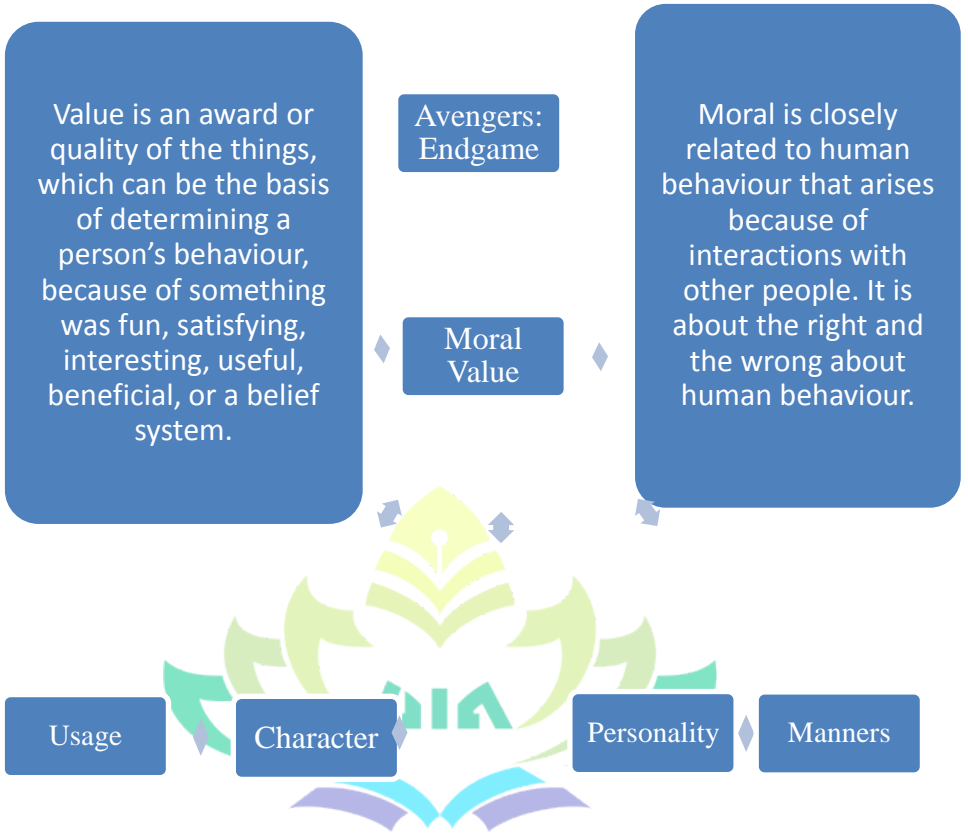 Value is an award or
quality of the things,
which can be the basis
of determining a
person’s behaviour,
because of something
was fun, satisfying,
interesting, useful,
beneficial, or a belief
system.
Avengers:
Endgame
Moral
Value
Moral is closely
related to human
behaviour that arises
because of
interactions with
other people. It is
about the right and
the wrong about
human behaviour.
Usage
Character
Personality
Manners